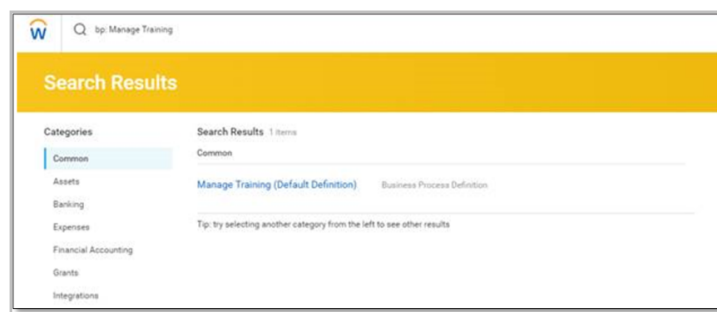 W
bp: Manage Training
Search Results
Categories
Common
Assets
Banking
Expenses
Financial Accounting
Grants
Integrations
Search Results 1 items
Common
Manage Training (Default Definition) Business Process Definition
Tip: try selecting another category from the left to see other results